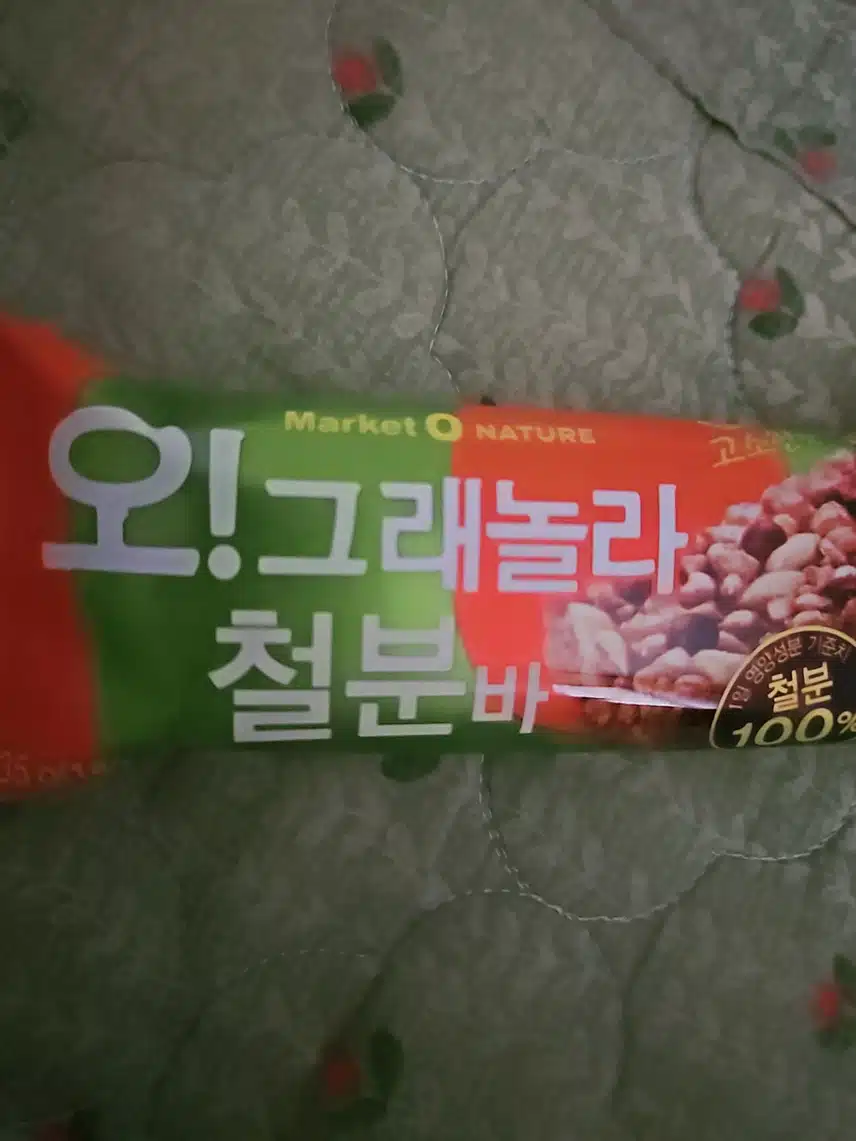 Market O NATURE
오!그래놀라
철분바
1일 영양성분 기준치
철분
100%